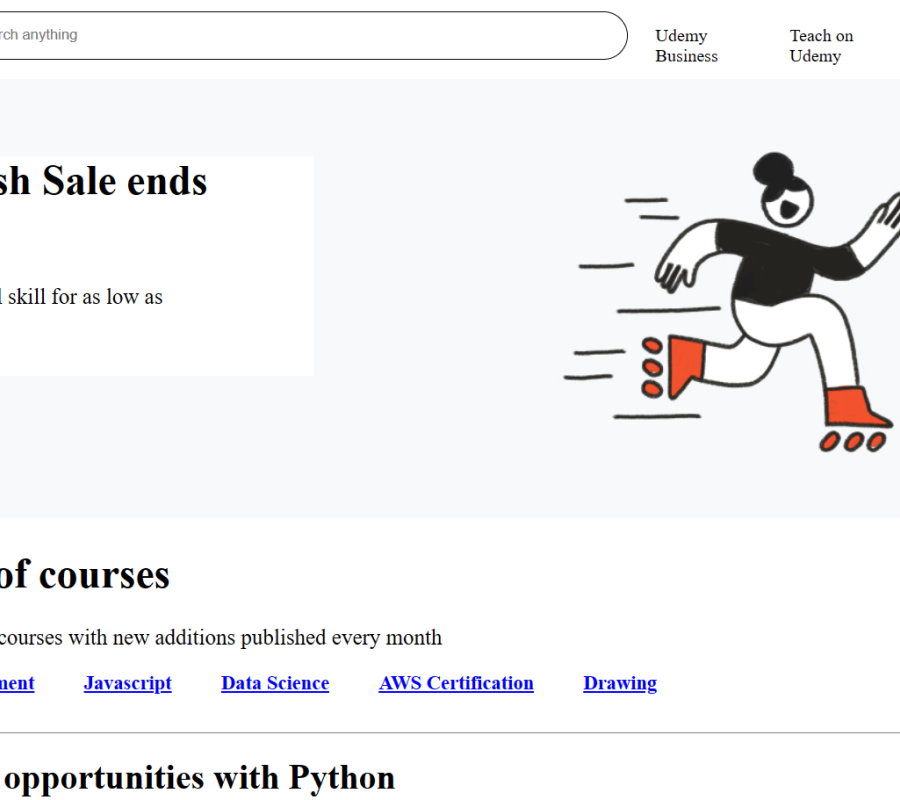 rch anything
Udemy Business
Teach on Udemy
sh Sale ends
skill for as low as
of courses
courses with new additions published every month
ment Javascript Data Science AWS Certification Drawing
opportunities with Python